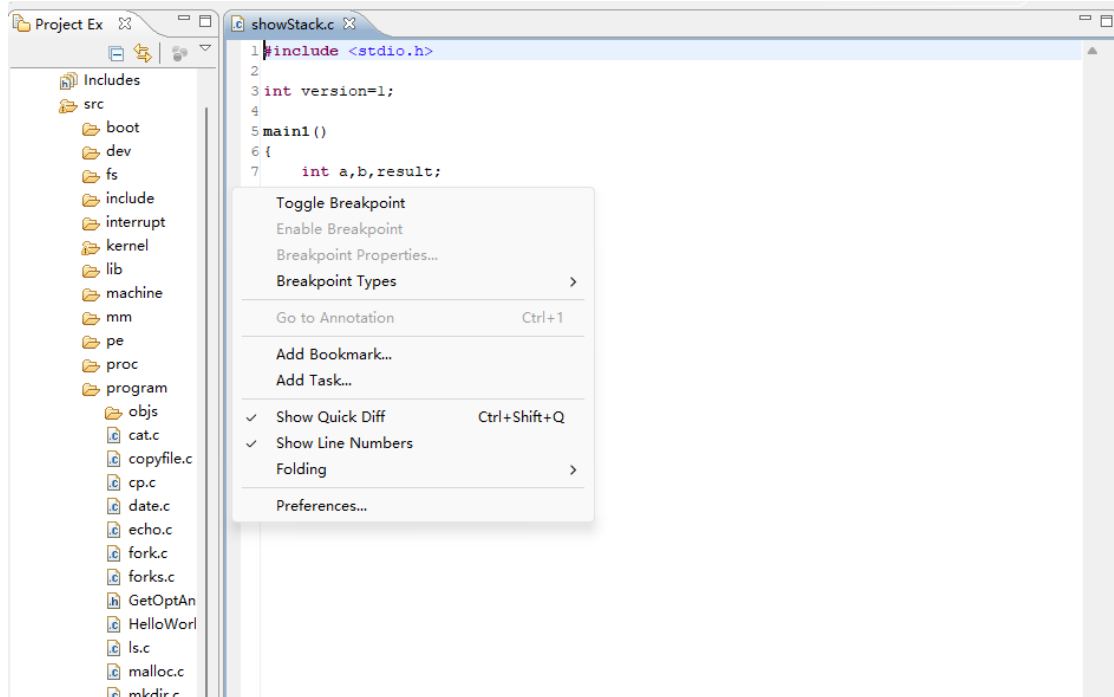 Project Ex
Includes
src
boot
dev
fs
include
interrupt
kernel
lib
machine
mm
pe
proc
program
objs
cat.c
copyfile.c
cp.c
date.c
echo.c
fork.c
forks.c
GetOptAn
HelloWorl
ls.c
malloc.c
mkdir.c
showStack.c
1 #include <stdio.h>
2
3 int version=1;
4
5 main1()
6 {
7 int a,b,result;
Toggle Breakpoint
Enable Breakpoint
Breakpoint Properties...
Breakpoint Types
Go to Annotation Ctrl+1
Add Bookmark...
Add Task...
Show Quick Diff Ctrl+Shift+Q
Show Line Numbers
Folding
Preferences...